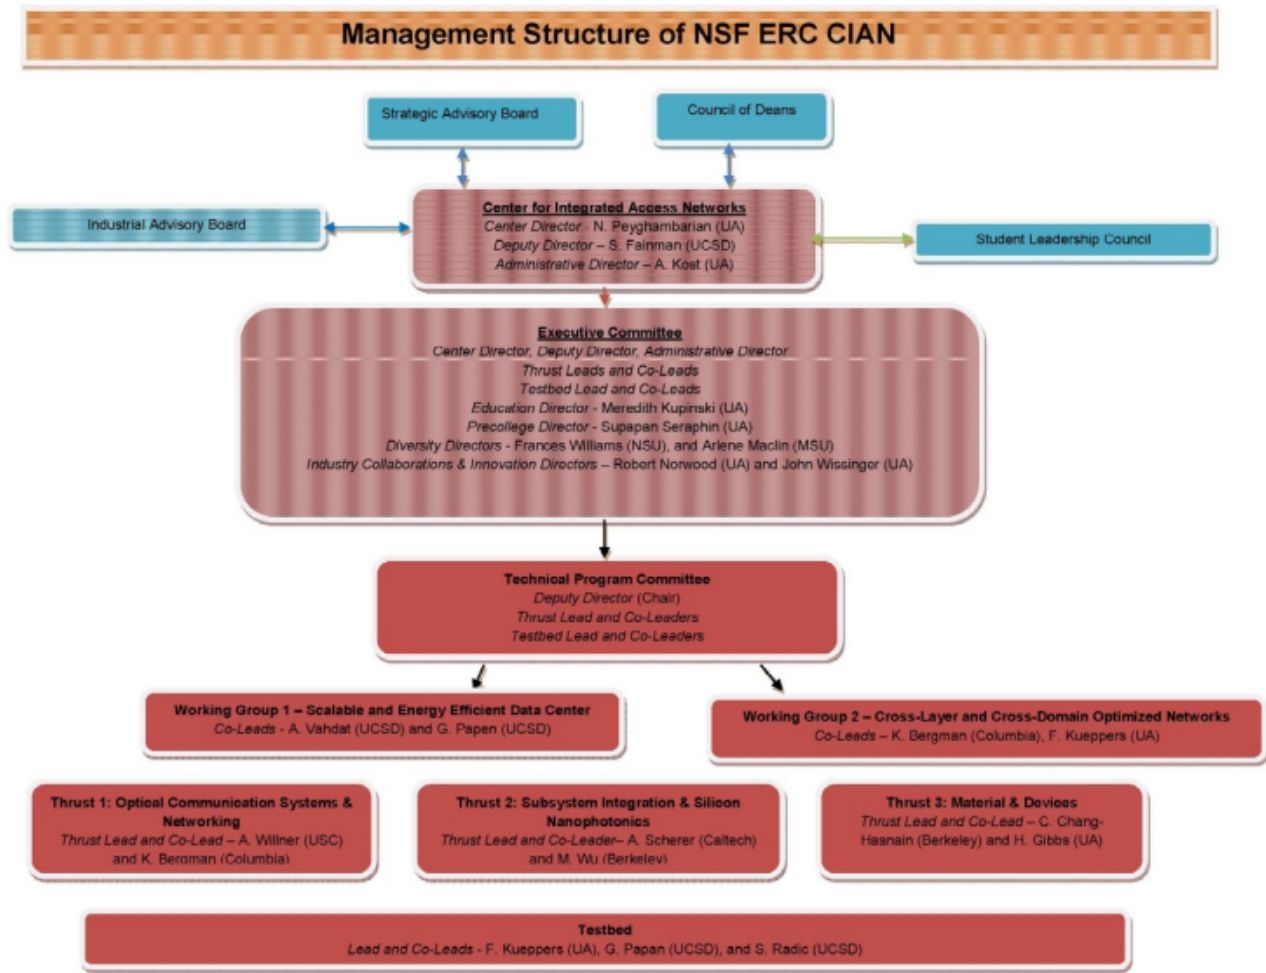 Management Structure of NSF ERC CIAN
Strategic Advisory Board
Council of Deans
Industrial Advisory Board
Center for Integrated Access Networks
Center Director - N. Peyghambarian (UA)
Deputy Director – S. Fainman (UCSD)
Administrative Director – A. Kost (UA)
Student Leadership Council
Executive Committee
Center Director, Deputy Director, Administrative Director
Thrust Leads and Co-Leads
Testbed Lead and Co-Leads
Education Director - Meredith Kupinski (UA)
Precollege Director - Supapan Seraphin (UA)
Diversity Directors - Frances Williams (NSU), and Arlene Maclin (MSU)
Industry Collaborations & Innovation Directors – Robert Norwood (UA) and John Wissinger (UA)
Technical Program Committee
Deputy Director (Chair)
Thrust Lead and Co-Leaders
Testbed Lead and Co-Leaders
Working Group 1 – Scalable and Energy Efficient Data Center
Co-Leads - A. Vahdat (UCSD) and G. Papen (UCSD)
Working Group 2 – Cross-Layer and Cross-Domain Optimized Networks
Co-Leads – K. Bergman (Columbia), F. Kueppers (UA)
Thrust 1: Optical Communication Systems &
Networking
Thrust Lead and Co-Lead – A. Willner (USC)
and K. Bergman (Columbia)
Thrust 2: Subsystem Integration & Silicon
Nanophotonics
Thrust Lead and Co-Leader– A. Scherer (Caltech)
and M. Wu (Berkeley)
Thrust 3: Material & Devices
Thrust Lead and Co-Lead – C. Chang-
Hasnain (Berkeley) and H. Gibbs (UA)
Testbed
Lead and Co-Leads - F. Kueppers (UA), G. Papan (UCSD), and S. Radic (UCSD)